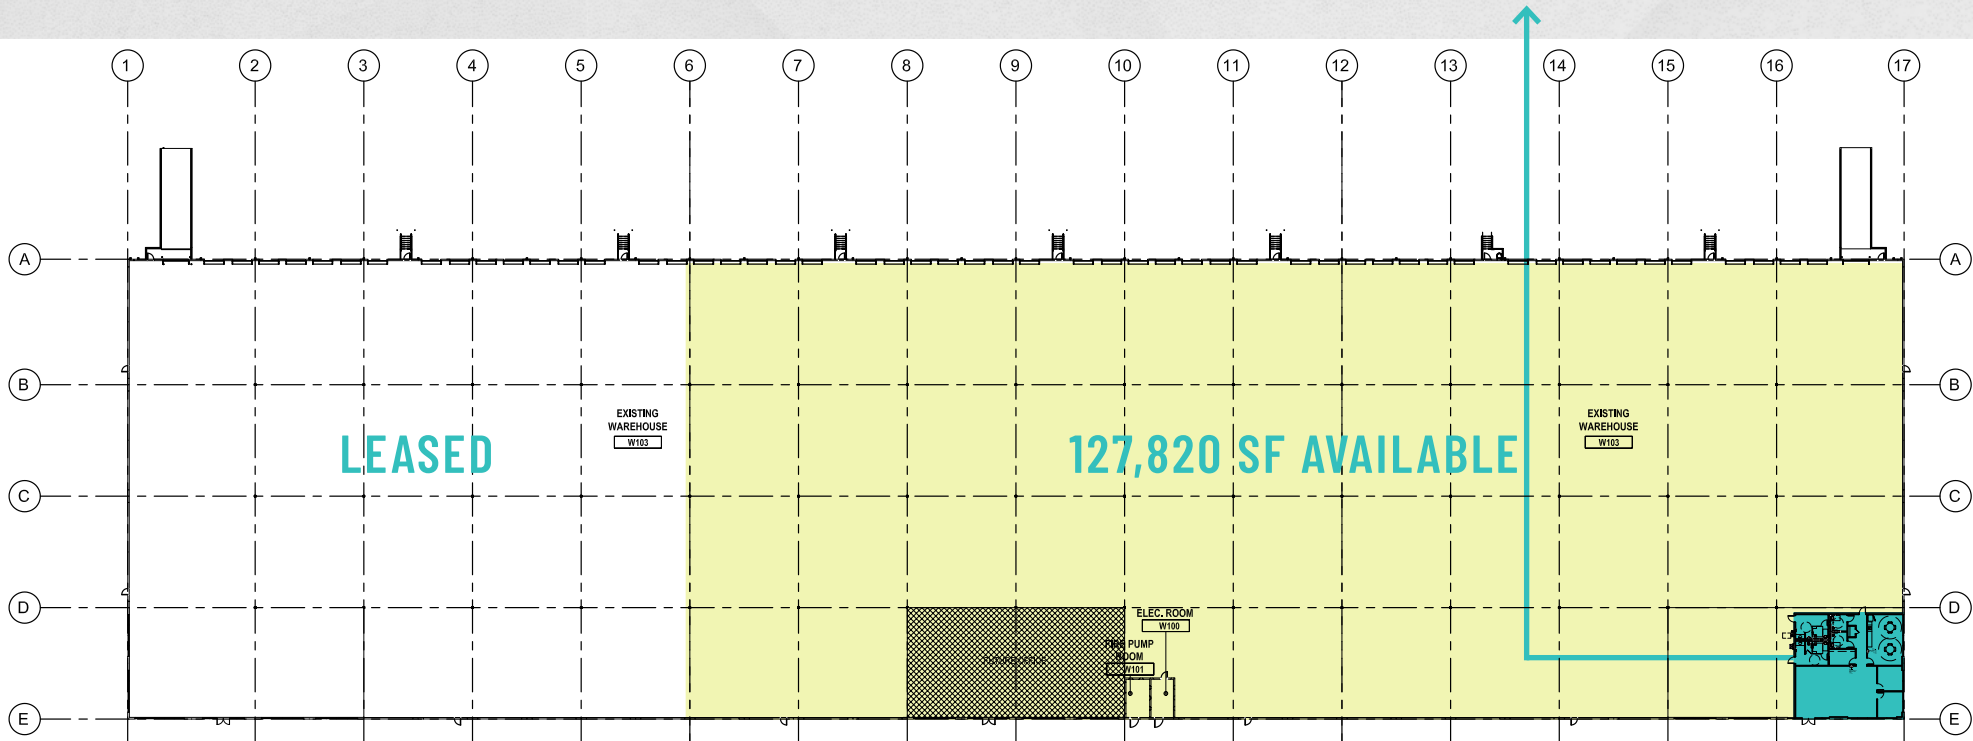 1 2 3 4 5 6 7 8 9 10 11 12 13 14 15 16 17
A A
B B
EXISTING
WAREHOUSE
W103
EXISTING
WAREHOUSE
W103
LEASED
127,820 SF AVAILABLE
C C
D D
ELEC. ROOM
W100
FIRE PUMP
ROOM
W101
E E